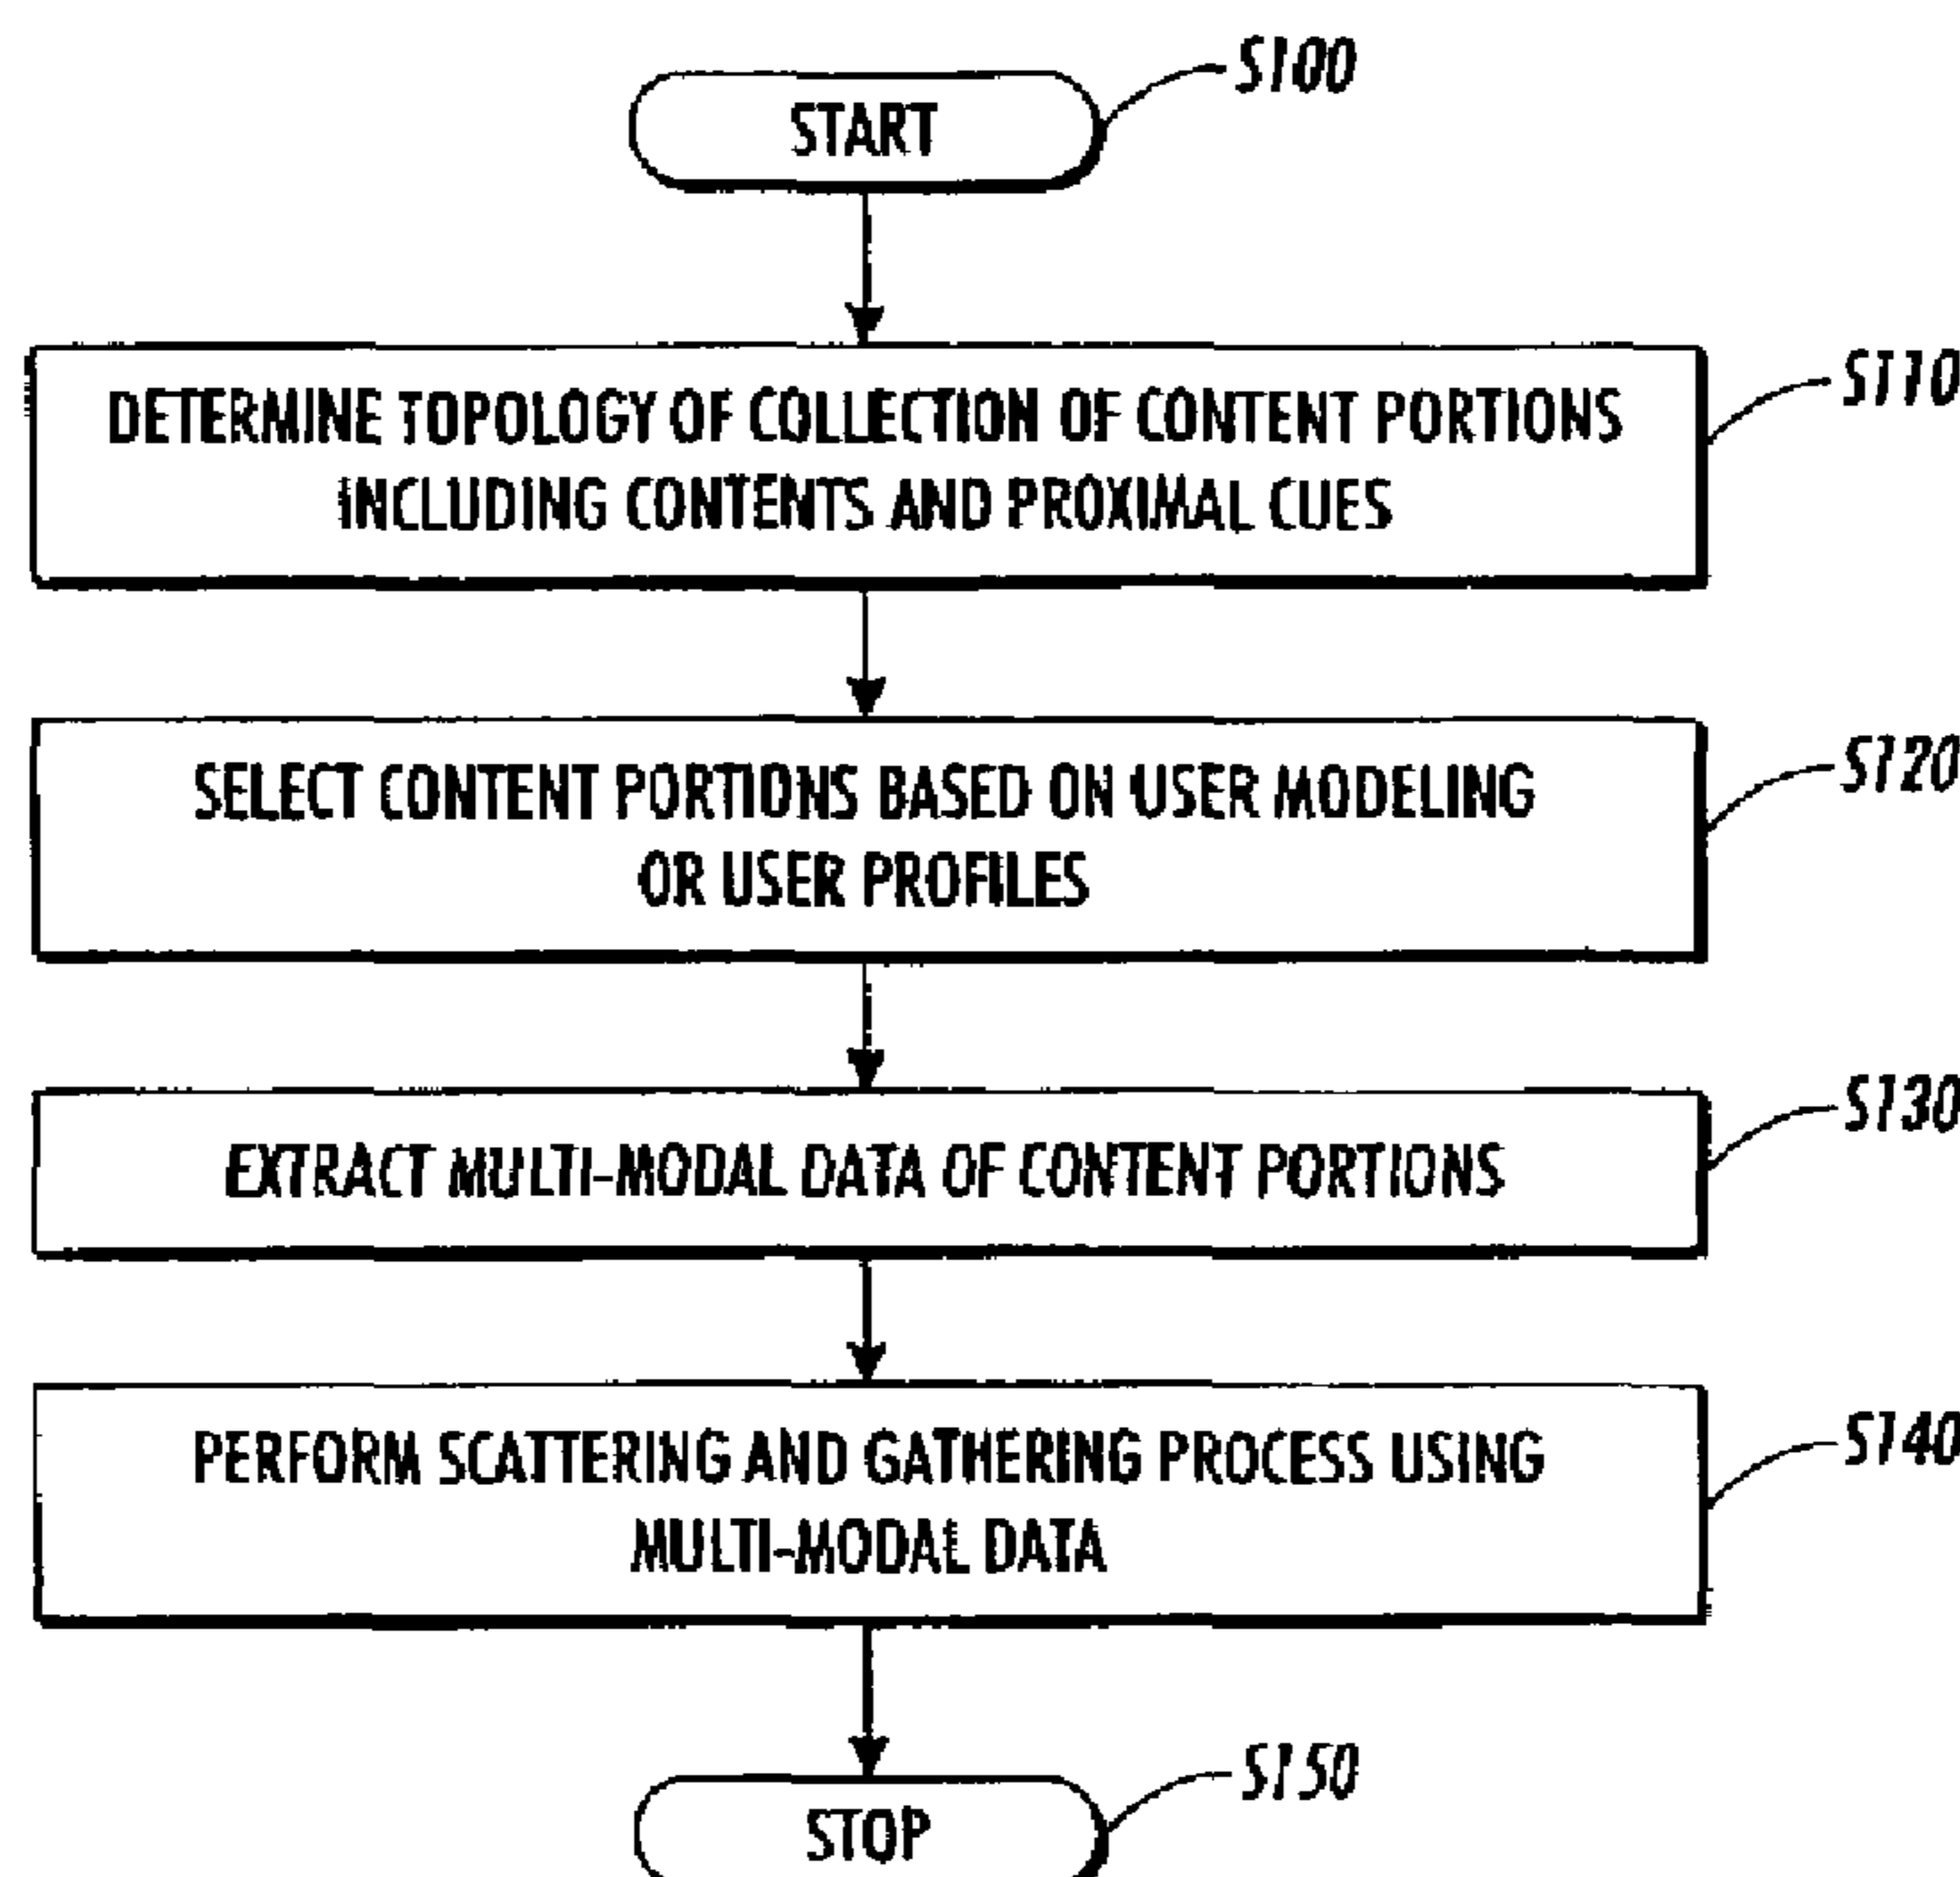 S100
START
S110
DETERMINE TOPOLOGY OF COLLECTION OF CONTENT PORTIONS
INCLUDING CONTENTS AND PROXIMAL CUES
S120
SELECT CONTENT PORTIONS BASED ON USER MODELING
OR USER PROFILES
S130
EXTRACT MULTI-MODAL DATA OF CONTENT PORTIONS
S140
PERFORM SCATTERING AND GATHERING PROCESS USING
MULTI-MODAL DATA
S150
STOP